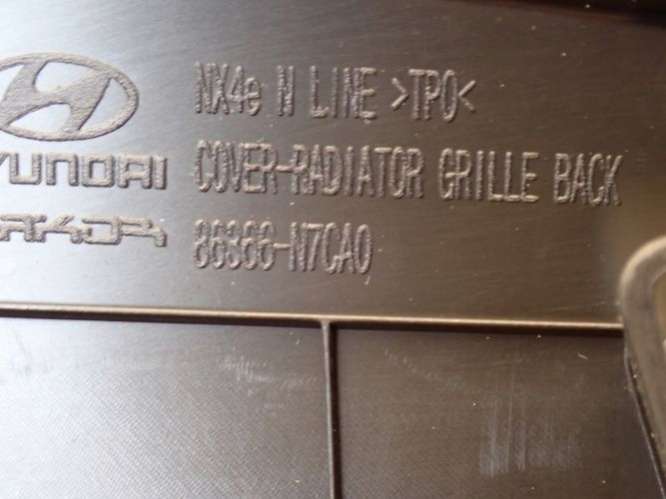 NX4e N LINE >TPO<
HYUNDAI COVER-RADIATOR GRILLE BACK
86366-N7CA0